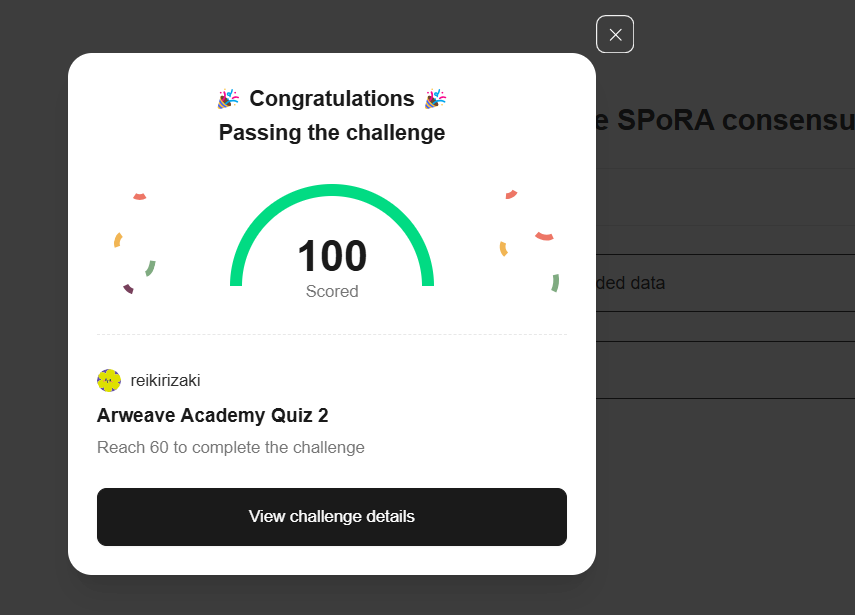 🎉 Congratulations 🎉
Passing the challenge
e SPoRA consensu
100
Scored
ded data
reikirizaki
Arweave Academy Quiz 2
Reach 60 to complete the challenge
View challenge details